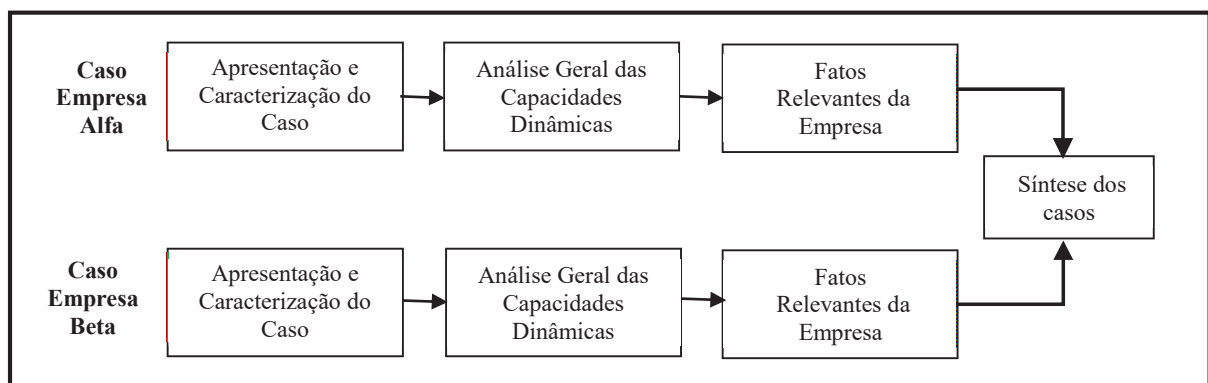 Caso
Empresa
Alfa
Apresentação e
Caracterização do
Caso
Análise Geral das
Capacidades
Dinâmicas
Fatos
Relevantes da
Empresa
Síntese dos
casos
Caso
Empresa
Beta
Apresentação e
Caracterização do
Caso
Análise Geral das
Capacidades
Dinâmicas
Fatos
Relevantes da
Empresa